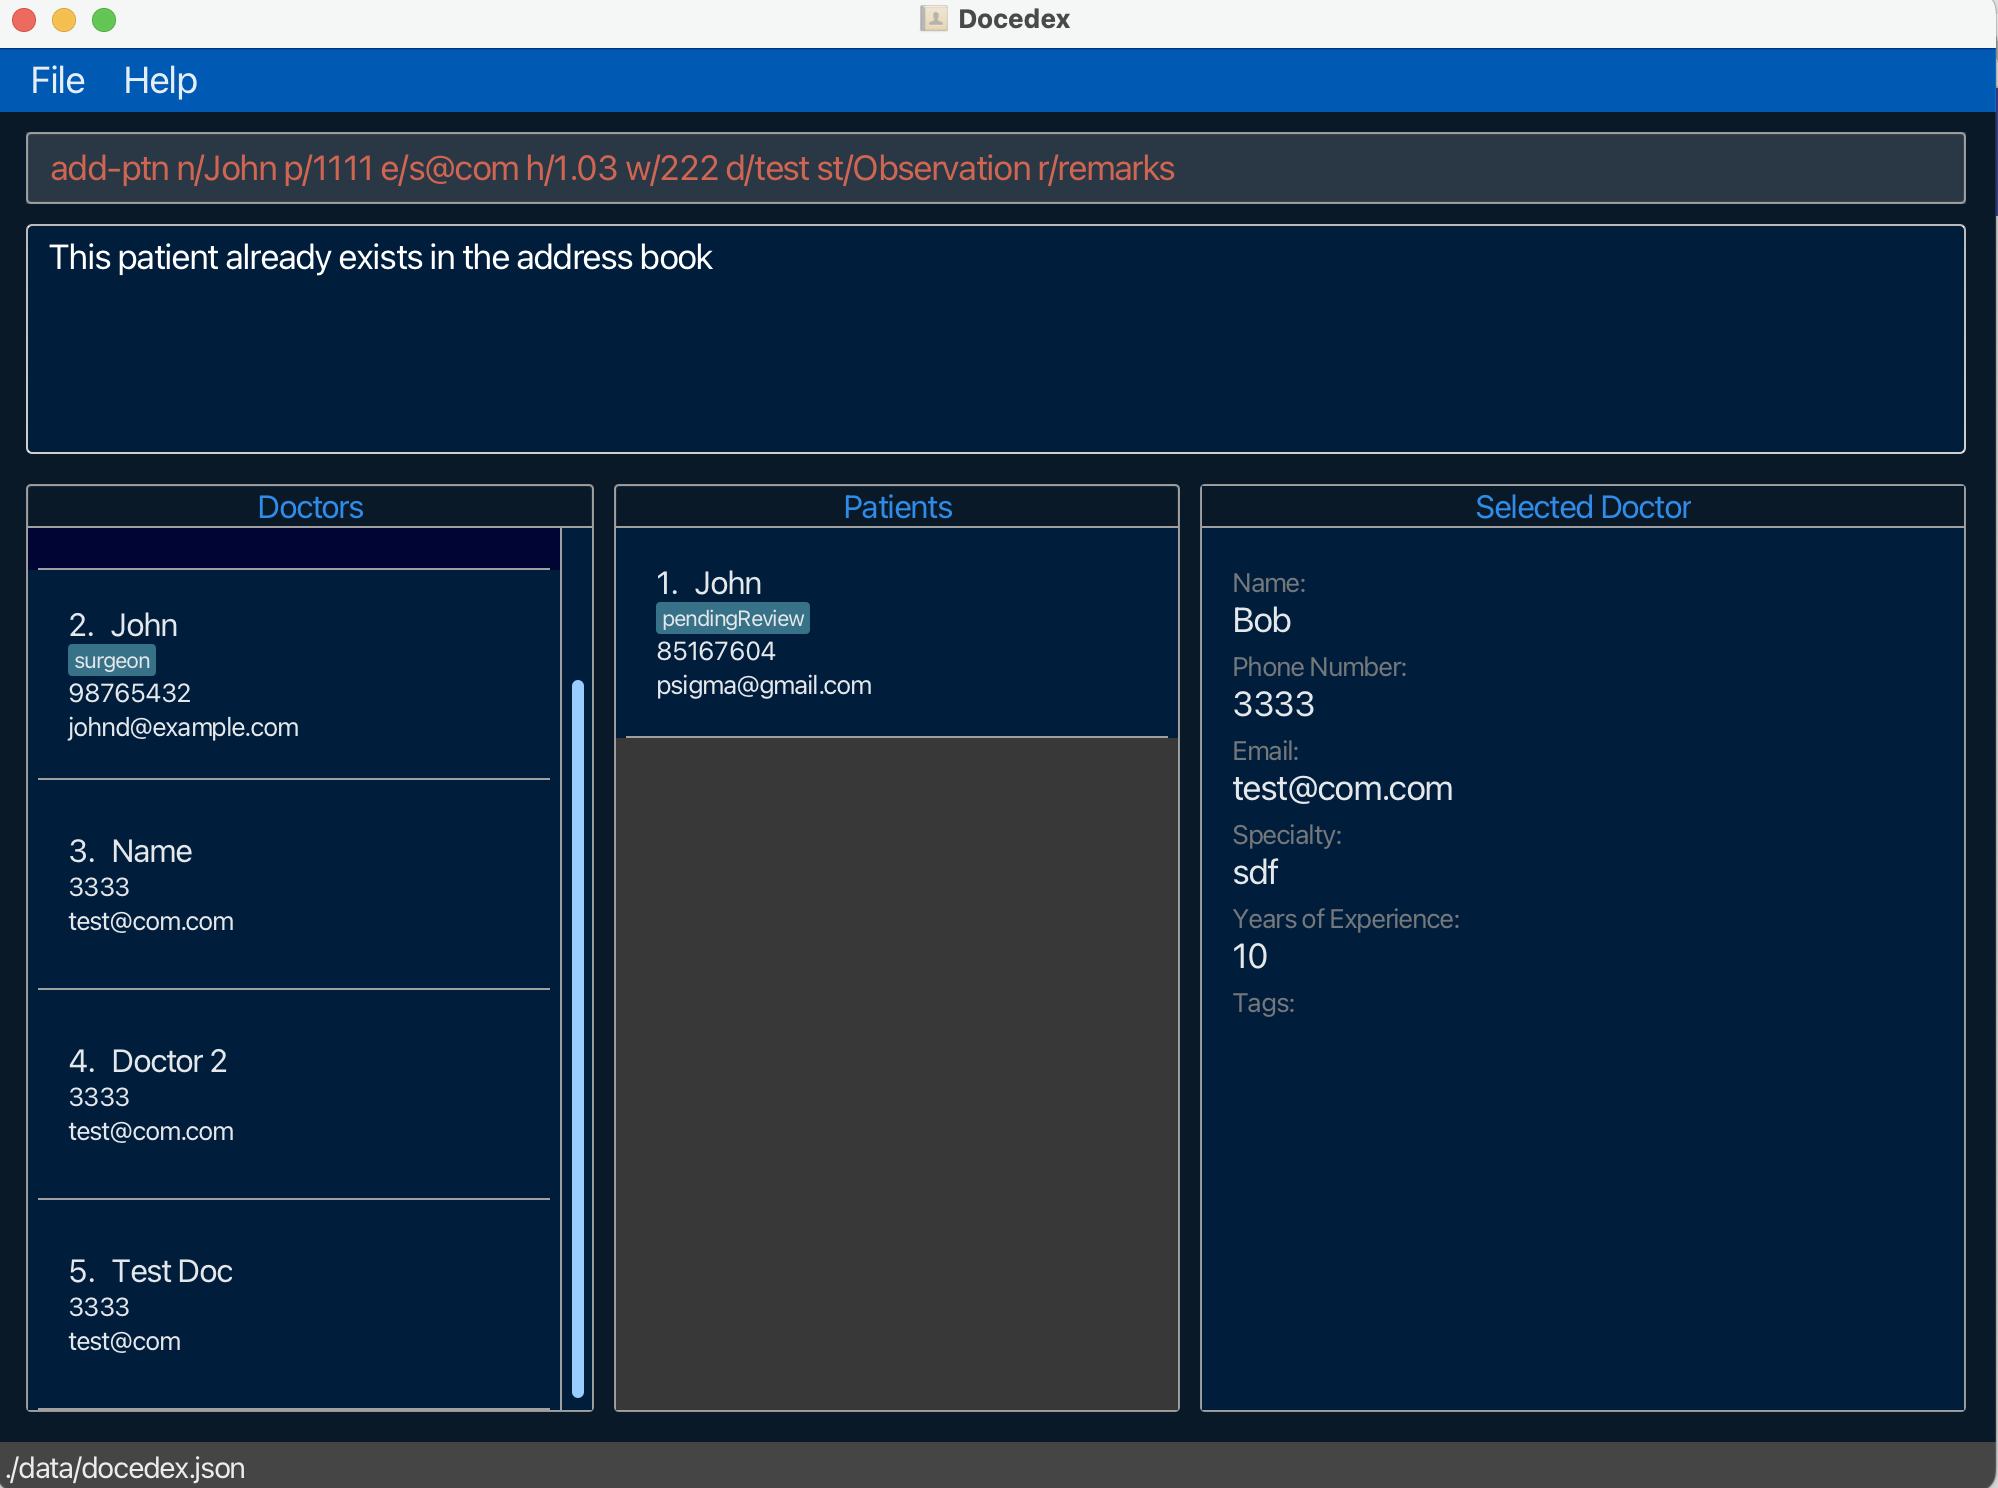 Docedex
File Help
add-ptn n/John p/1111 e/s@com h/1.03 w/222 d/test st/Observation r/remarks
This patient already exists in the address book
Doctors
2. John
surgeon
98765432
johnd@example.com
3. Name
3333
test@com.com
4. Doctor 2
3333
test@com.com
5. Test Doc
3333
test@com
Patients
1. John
pendingReview
85167604
psigma@gmail.com
Selected Doctor
Name:
Bob
Phone Number:
3333
Email:
test@com.com
Specialty:
sdf
Years of Experience:
10
Tags:
./data/docedex.json